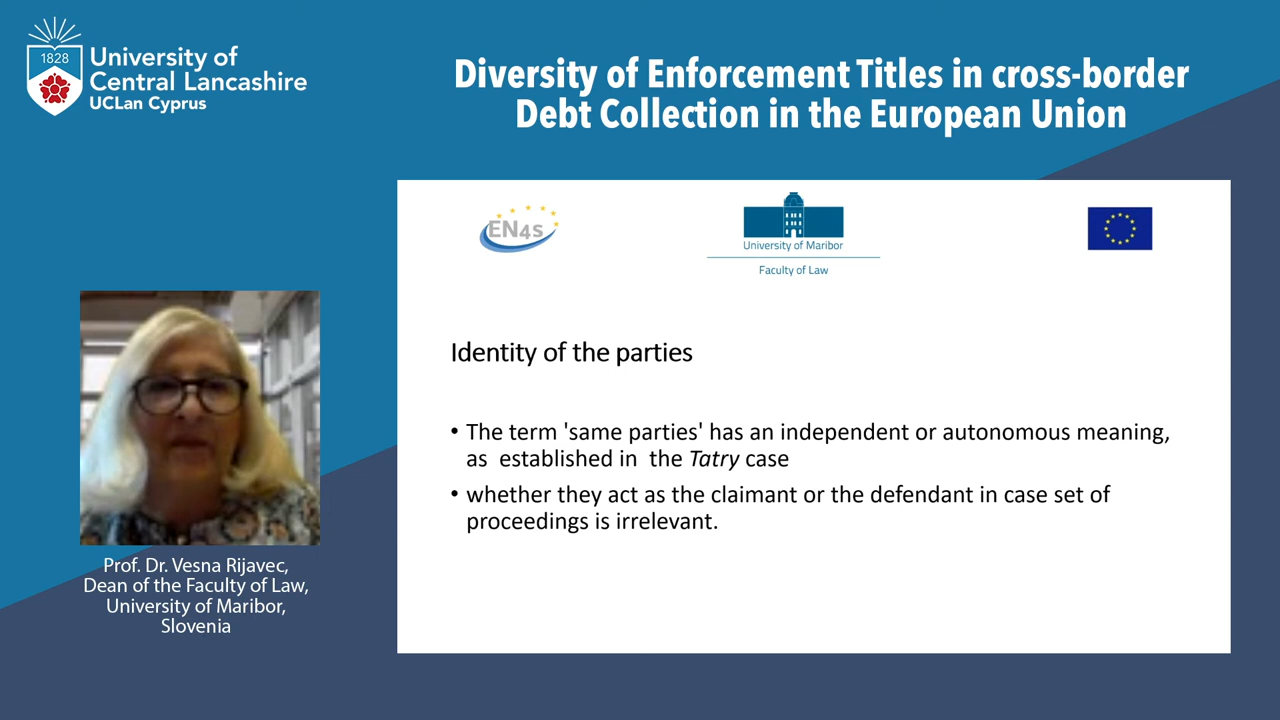 1828
University of
Central Lancashire
UCLan Cyprus
Diversity of Enforcement Titles in cross-border
Debt Collection in the European Union
EN4s
University of Maribor
Faculty of Law
Identity of the parties
• The term 'same parties' has an independent or autonomous meaning,
as established in the Tatry case
• whether they act as the claimant or the defendant in case set of
proceedings is irrelevant.
Prof. Dr. Vesna Rijavec,
Dean of the Faculty of Law,
University of Maribor,
Slovenia